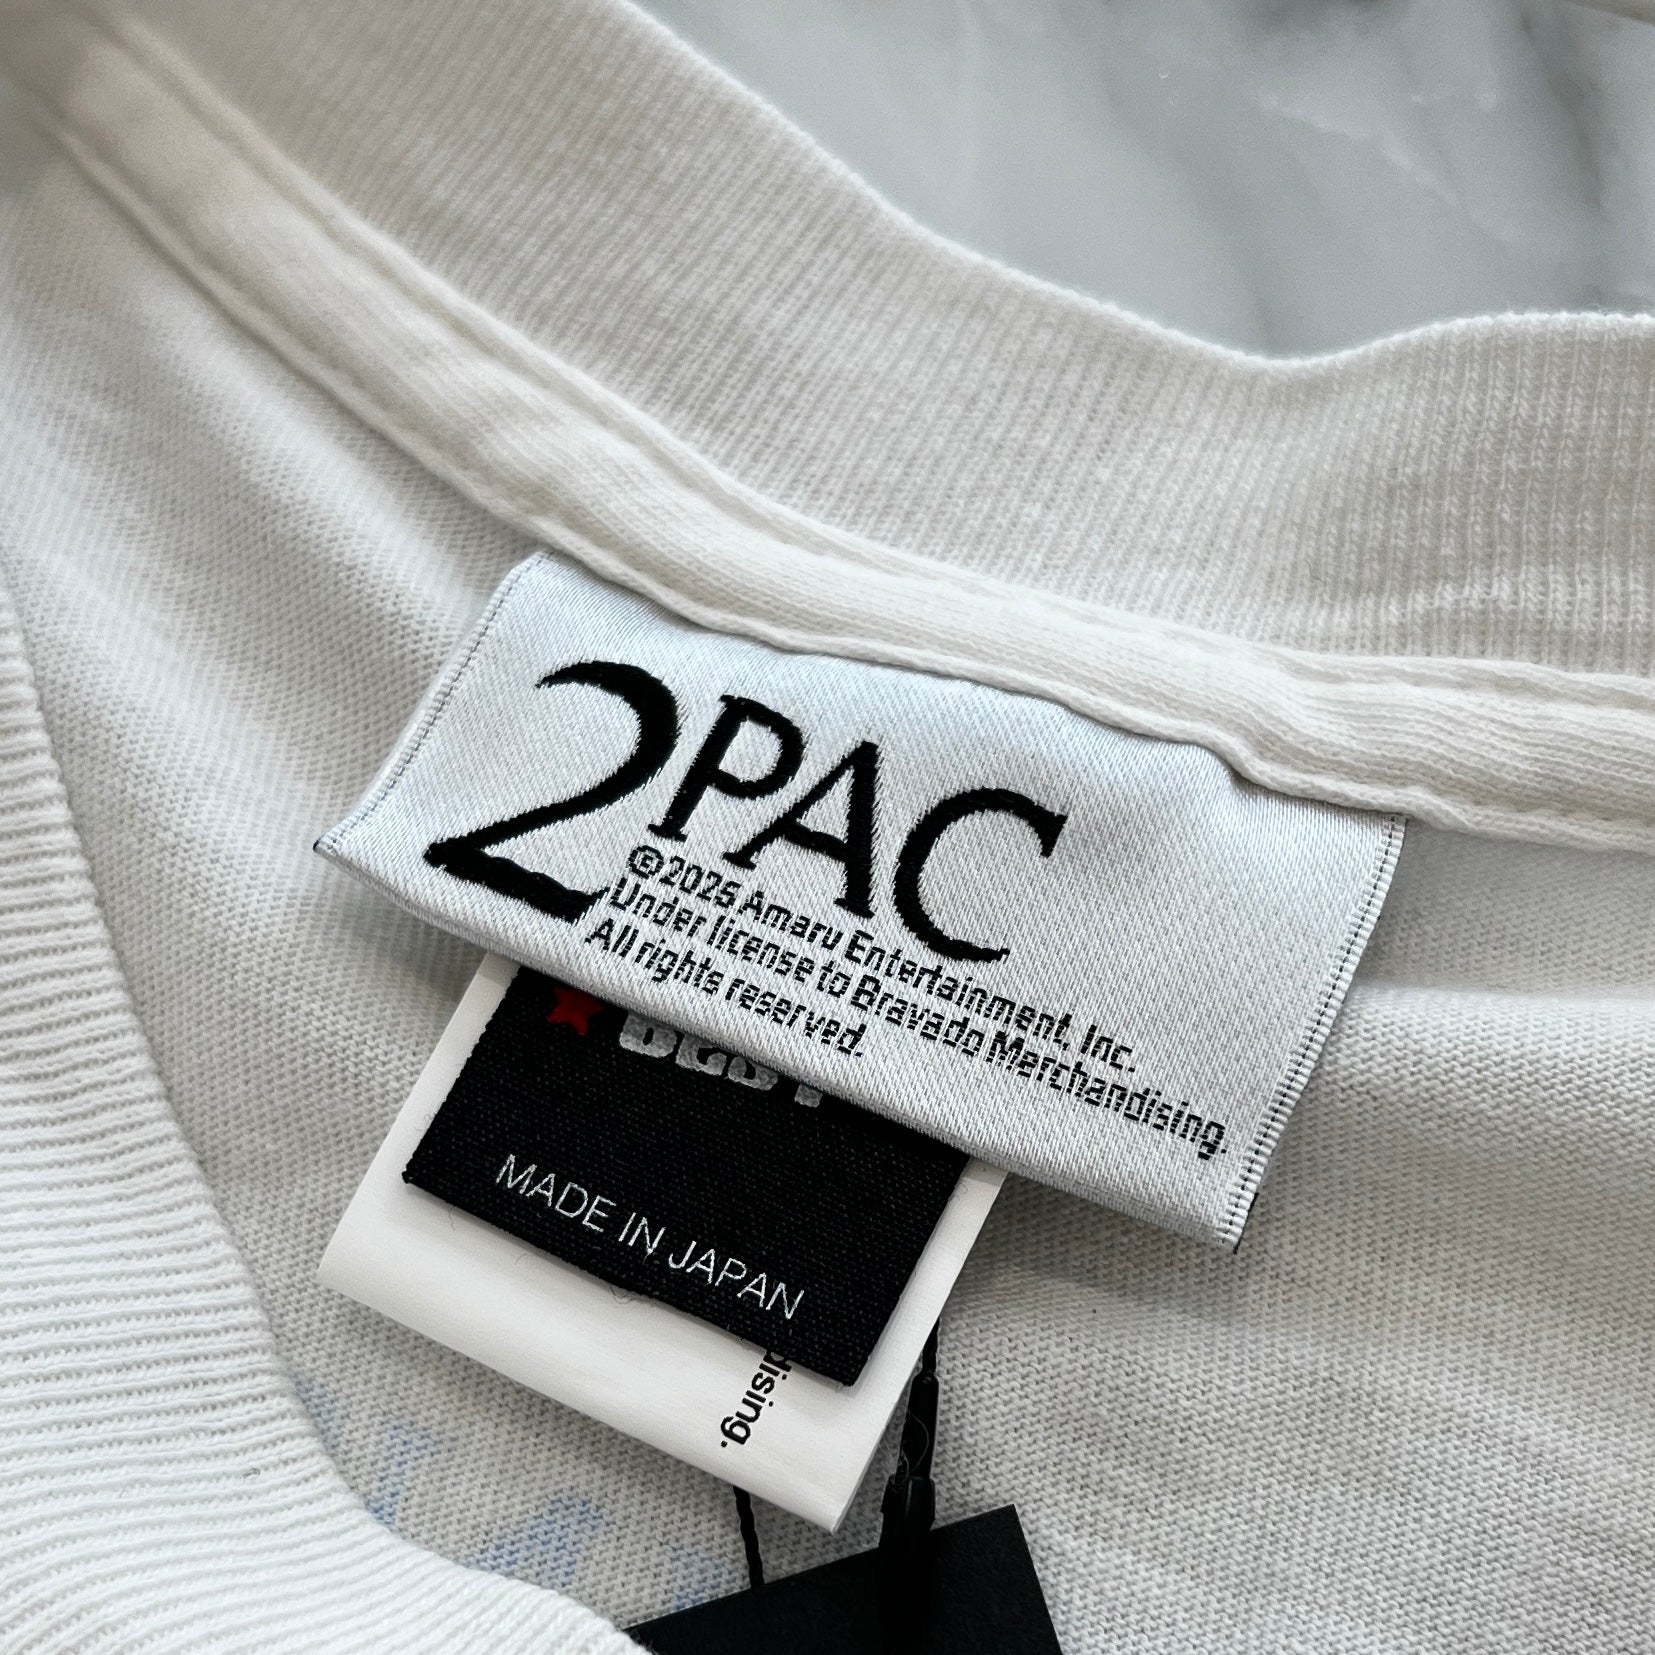 2PAC
©2025 Amaru Entertainment, Inc.
Under license to Bravado Merchandising.
All rights reserved.
MADE IN JAPAN